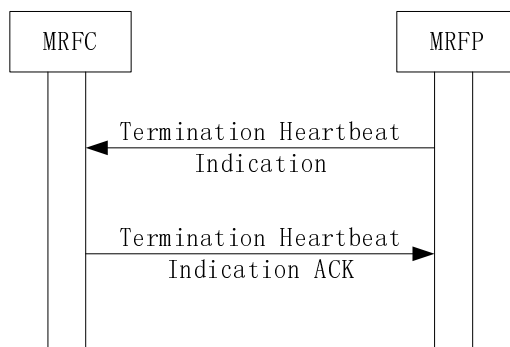 MRFC
MRFP
Termination Heartbeat
Indication
Termination Heartbeat
Indication ACK